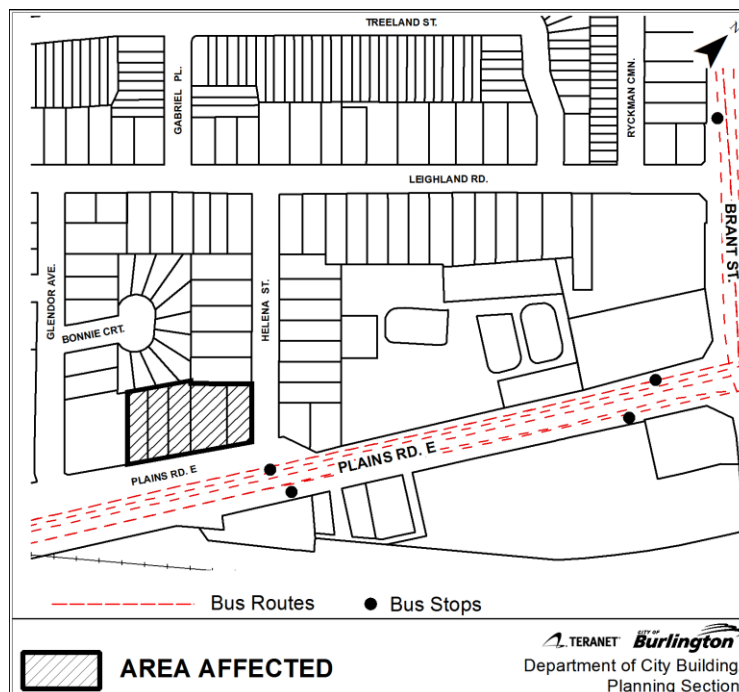 TREELAND ST.
N
GABRIEL PL.
RYCKMAN CMN.
LEIGHLAND RD.
BRANT ST.
GLENDOR AVE.
HELENA ST.
BONNIE CRT.
PLAINS RD. E
PLAINS RD. E
Bus Routes
Bus Stops
AREA AFFECTED
TERANET
CITY OF
Burlington
Department of City Building
Planning Section